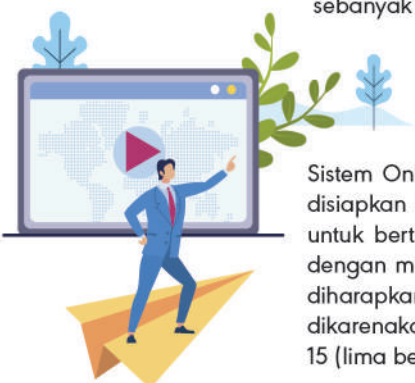 sebanyak
Sistem On
disiapkan
untuk bert
dengan m
diharapkan
dikarenaka
15 (lima be